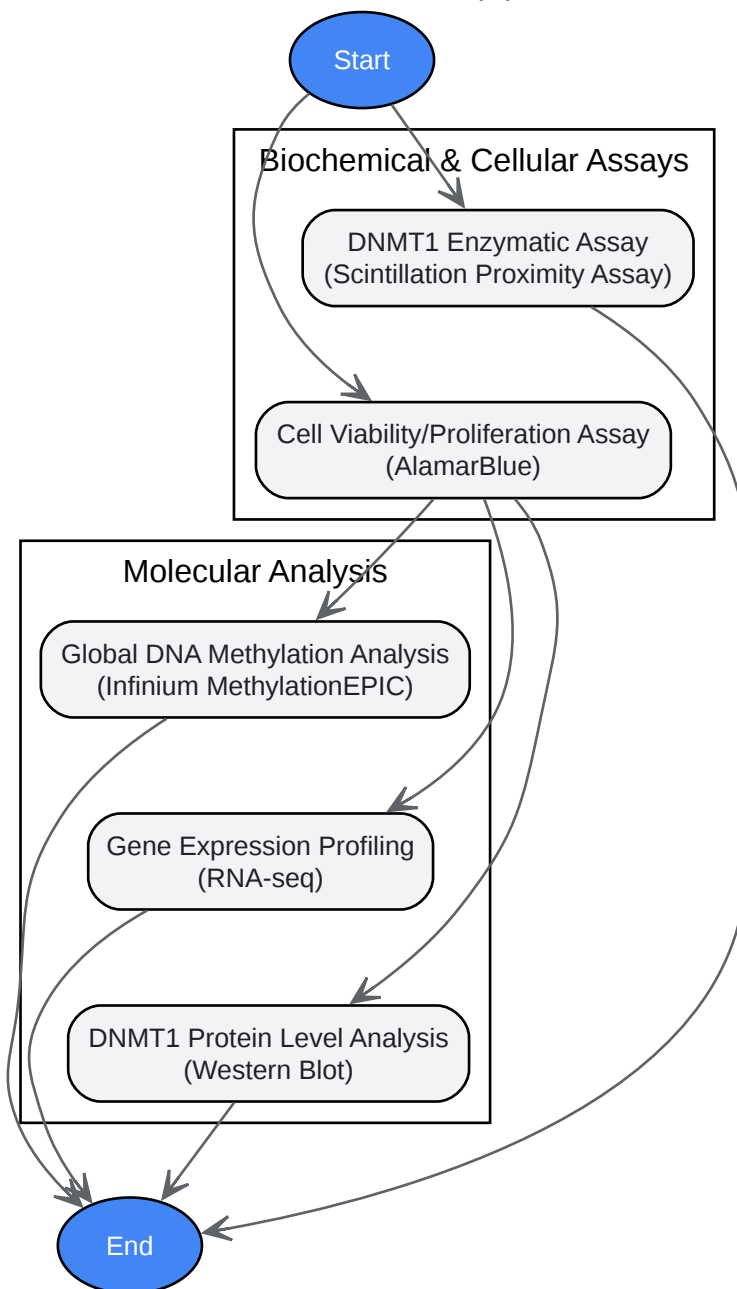 Start
Biochemical & Cellular Assays
DNMT1 Enzymatic Assay
(Scintillation Proximity Assay)
Cell Viability/Proliferation Assay
(AlamarBlue)
Molecular Analysis
Global DNA Methylation Analysis
(Infinium MethylationEPIC)
Gene Expression Profiling
(RNA-seq)
DNMT1 Protein Level Analysis
(Western Blot)
End